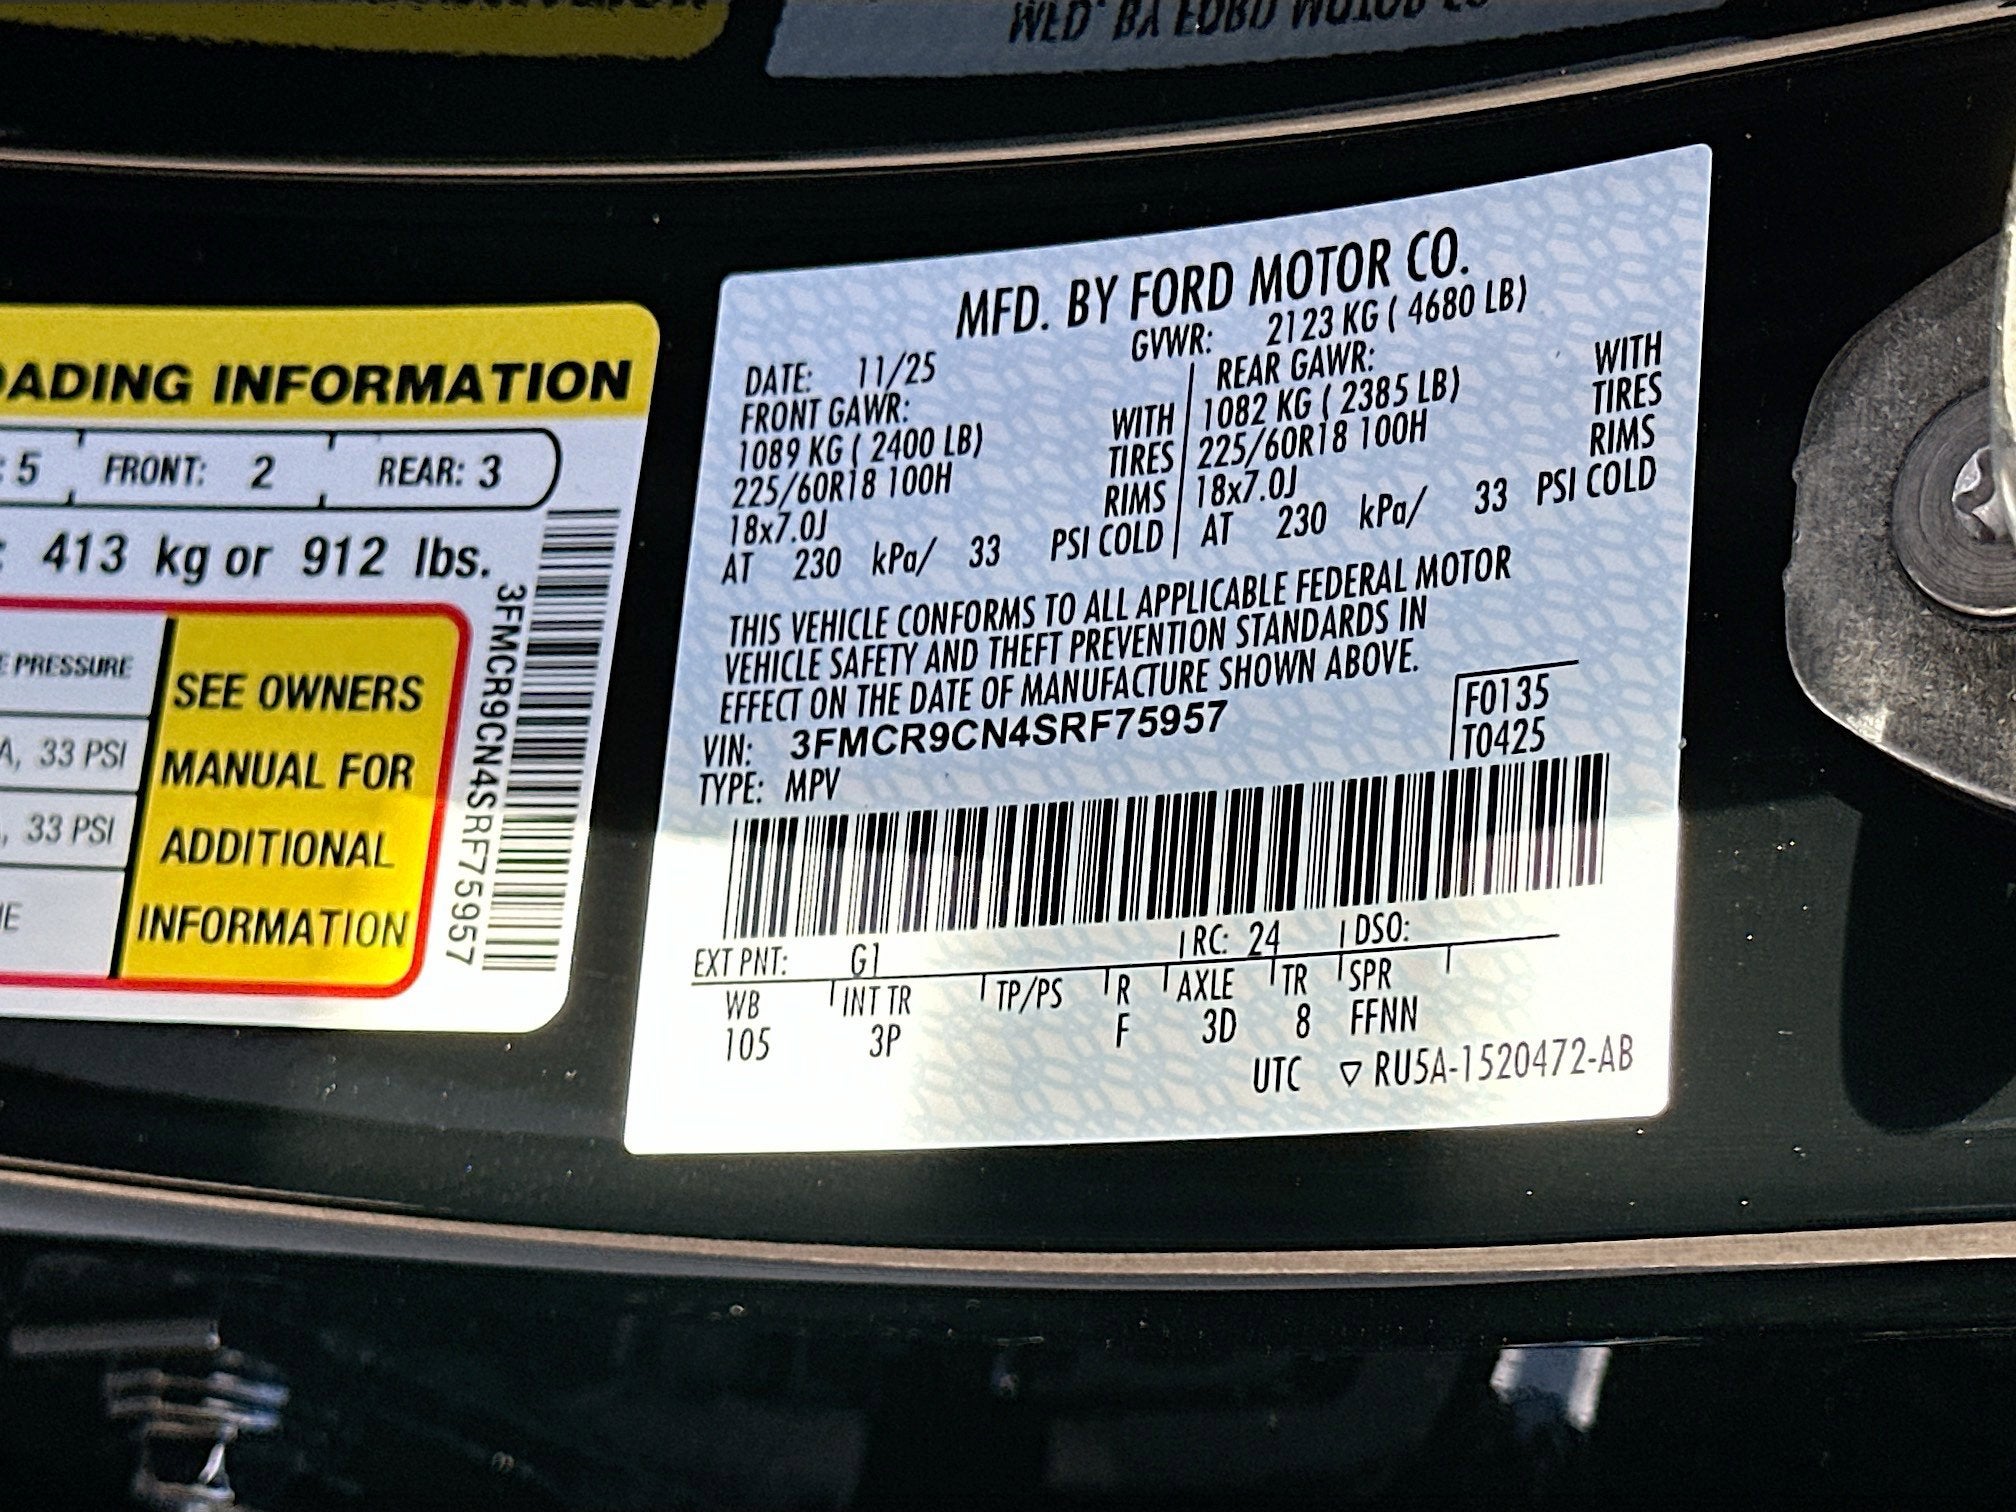 MFD. BY FORD MOTOR CO.
ADING INFORMATION
: 5 FRONT: 2 REAR: 3
: 413 kg or 912 lbs.
E PRESSURE
A, 33 PSI
, 33 PSI
E
SEE OWNERS
MANUAL FOR
ADDITIONAL
INFORMATION
3FMCR9CN4SRF75957
MFD. BY FORD MOTOR CO.
DATE: 11/25 GVWR: 2123 KG ( 4680 LB)
FRONT GAWR: REAR GAWR:
1089 KG ( 2400 LB) WITH 1082 KG ( 2385 LB) WITH
225/60R18 100H TIRES 225/60R18 100H TIRES
18x7.0J RIMS 18x7.0J RIMS
AT 230 kPa/ 33 PSI COLD AT 230 kPa/ 33 PSI COLD
THIS VEHICLE CONFORMS TO ALL APPLICABLE FEDERAL MOTOR
VEHICLE SAFETY AND THEFT PREVENTION STANDARDS IN
EFFECT ON THE DATE OF MANUFACTURE SHOWN ABOVE.
VIN: 3FMCR9CN4SRF75957 F0135
TYPE: MPV T0425
EXT PNT: G1 RC: 24 DSO:
WB INT TR TP/PS R AXLE TR SPR
105 3P F 3D 8 FFNN
UTC ▽ RU5A-1520472-AB